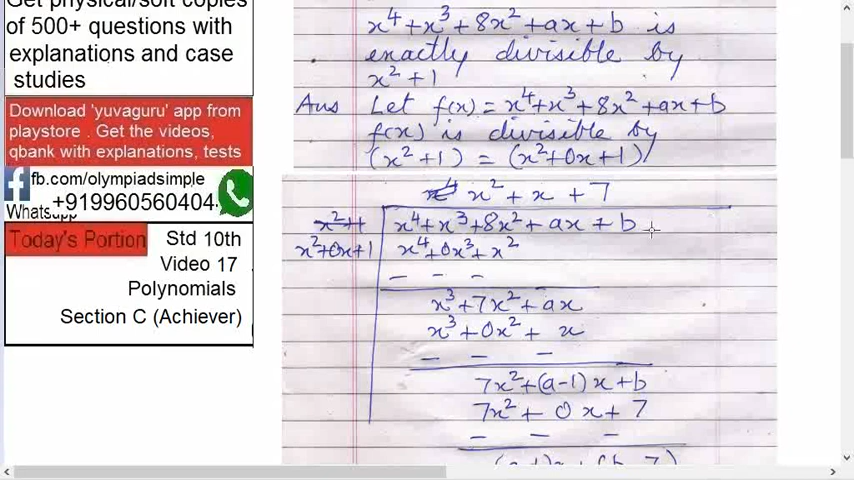 Get physical/soft copies
of 500+ questions with
explanations and case
studies
Download 'yuvaguru' app from
playstore . Get the videos,
qbank with explanations, tests
fb.com/olympiadsimple
+919960560404
Whatsapp
Today's Portion
Std 10th
Video 17
Polynomials
Section C (Achiever)
x⁴+x³+8x²+ax+b is
exactly divisible by
x²+1
Ans Let f(x) = x⁴+x³+8x²+ax+b
f(x) is divisible by
(x²+1) = (x²+0x+1)
x² + x + 7
x²+1 x⁴+x³+8x²+ax+b
x²+0x+1 x⁴+0x³+x²
− − −
x³+7x²+ax
x³+0x²+ x
− − −
7x²+(a-1)x+b
7x²+ 0x+7
− − −